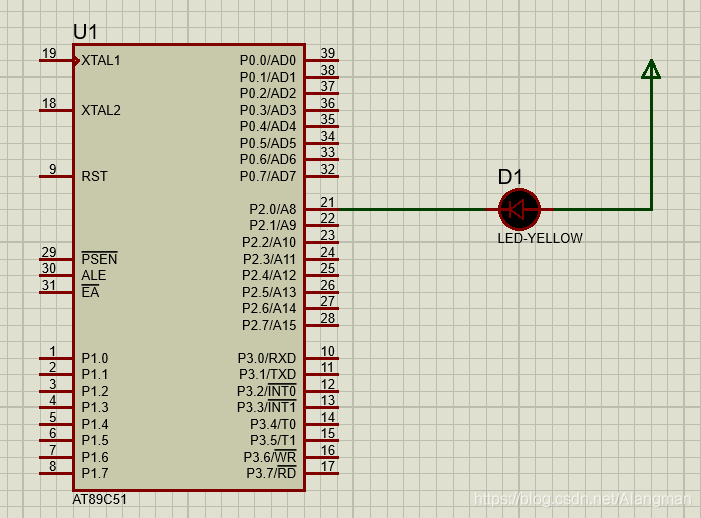 U1
19 XTAL1 P0.0/AD0 39
P0.1/AD1 38
P0.2/AD2 37
18 XTAL2 P0.3/AD3 36
P0.4/AD4 35
P0.5/AD5 34
P0.6/AD6 33
9 RST P0.7/AD7 32
D1
P2.0/A8 21
P2.1/A9 22
LED-YELLOW
P2.2/A10 23
29 PSEN P2.3/A11 24
30 ALE P2.4/A12 25
31 EA P2.5/A13 26
P2.6/A14 27
P2.7/A15 28
1 P1.0 P3.0/RXD 10
2 P1.1 P3.1/TXD 11
3 P1.2 P3.2/INT0 12
4 P1.3 P3.3/INT1 13
5 P1.4 P3.4/T0 14
6 P1.5 P3.5/T1 15
7 P1.6 P3.6/WR 16
8 P1.7 P3.7/RD 17
AT89C51
https://blog.csdn.net/Alangman